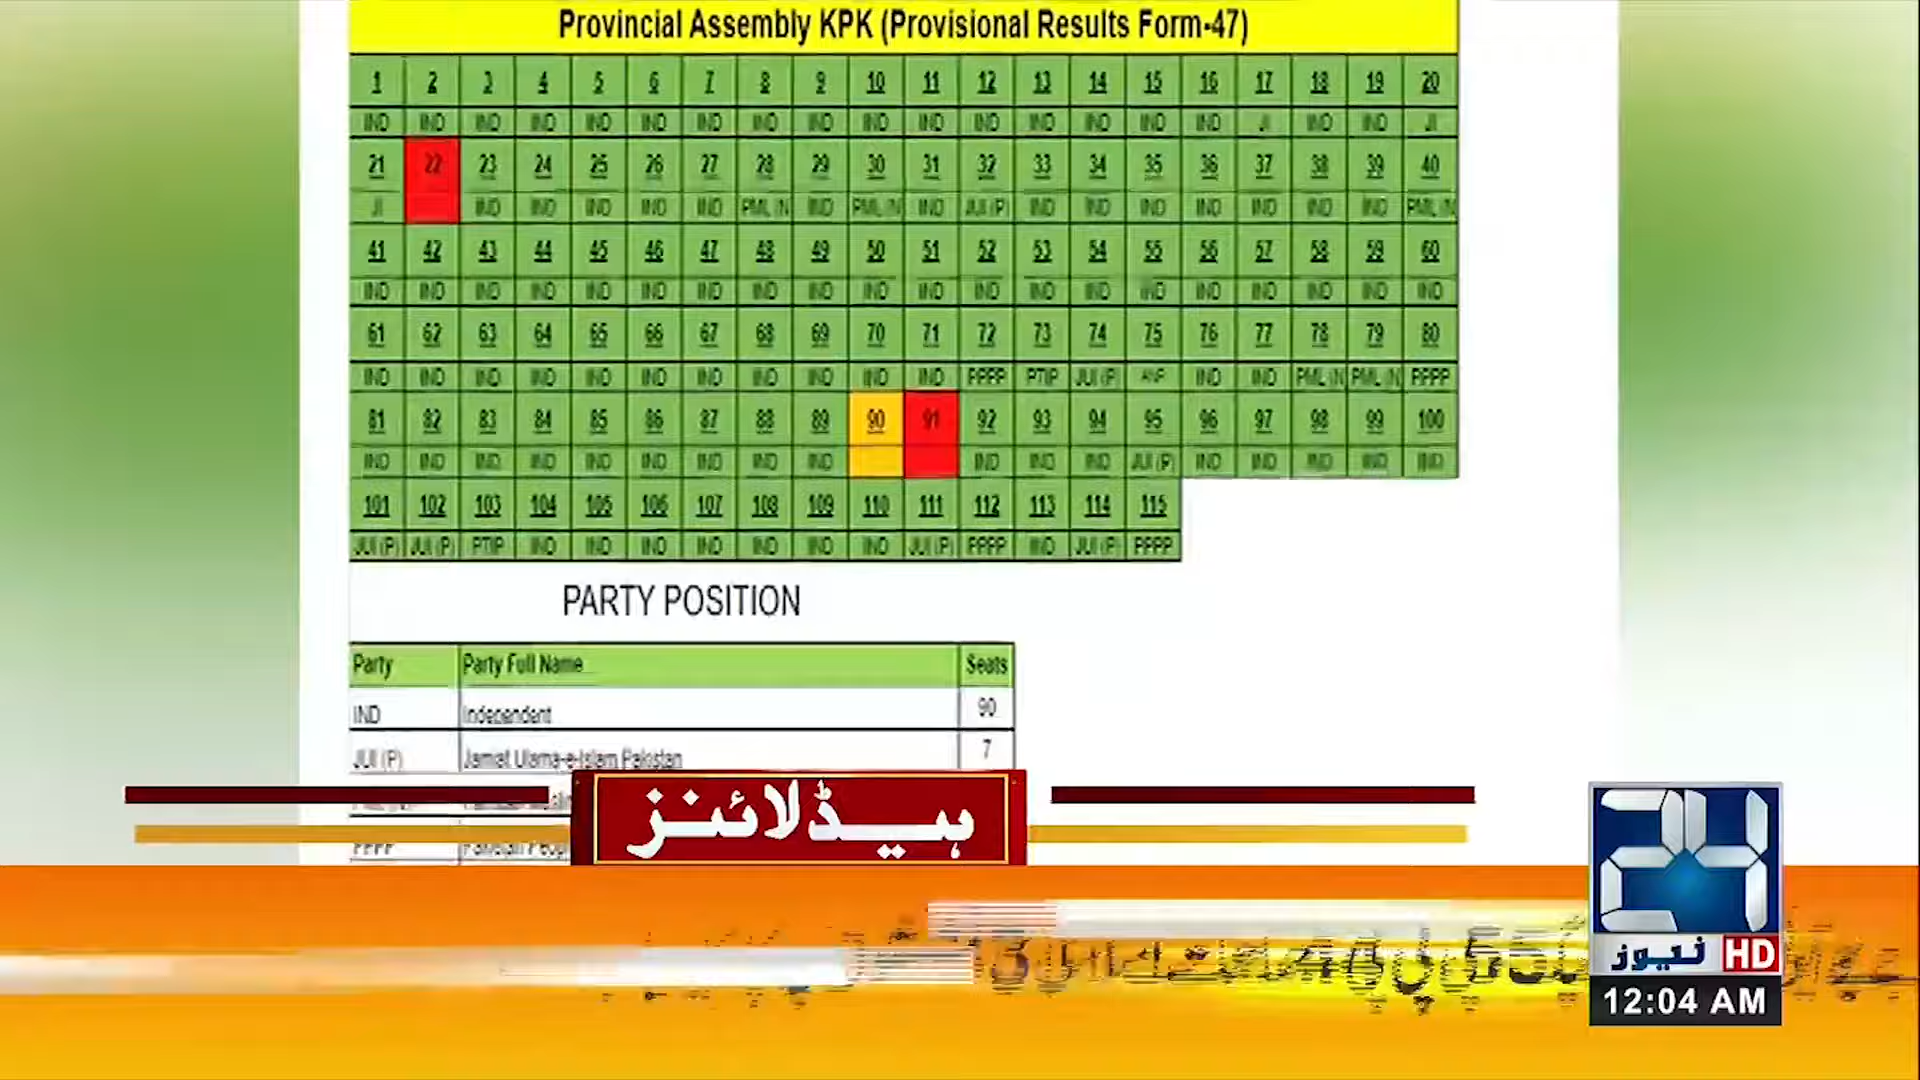 Provincial Assembly KPK (Provisional Results Form-47)
1 2 3 4 5 6 7 8 9 10 11 12 13 14 15 16 17 18 19 20
IND IND IND IND IND IND IND IND IND IND IND IND IND IND IND IND JI IND IND JI
21 22 23 24 25 26 27 28 29 30 31 32 33 34 35 36 37 38 39 40
JI IND IND IND IND IND PML (N IND PML (N IND JUI (P) IND IND IND IND IND IND IND PML (N
41 42 43 44 45 46 47 48 49 50 51 52 53 54 55 56 57 58 59 60
IND IND IND IND IND IND IND IND IND IND IND IND IND IND IND IND IND IND IND IND
61 62 63 64 65 66 67 68 69 70 71 72 73 74 75 76 77 78 79 80
IND IND IND IND IND IND IND IND IND IND IND PPPP PTIP JUI (P) ANP IND IND PML (N PML (N PPPP
81 82 83 84 85 86 87 88 89 90 91 92 93 94 95 96 97 98 99 100
IND IND IND IND IND IND IND IND IND IND IND IND JUI (P) IND IND IND IND IND
101 102 103 104 105 106 107 108 109 110 111 112 113 114 115
JUI (P) JUI (P) PTIP IND IND IND IND IND IND IND JUI (P) PPPP IND JUI (P) PPPP
PARTY POSITION
Party Party Full Name Seats
IND Independent 90
JUI (P) Jamiat Ulama-e-Islam Pakistan 7
PPPP
ہیڈلائنز
24
نیوز HD
12:04 AM